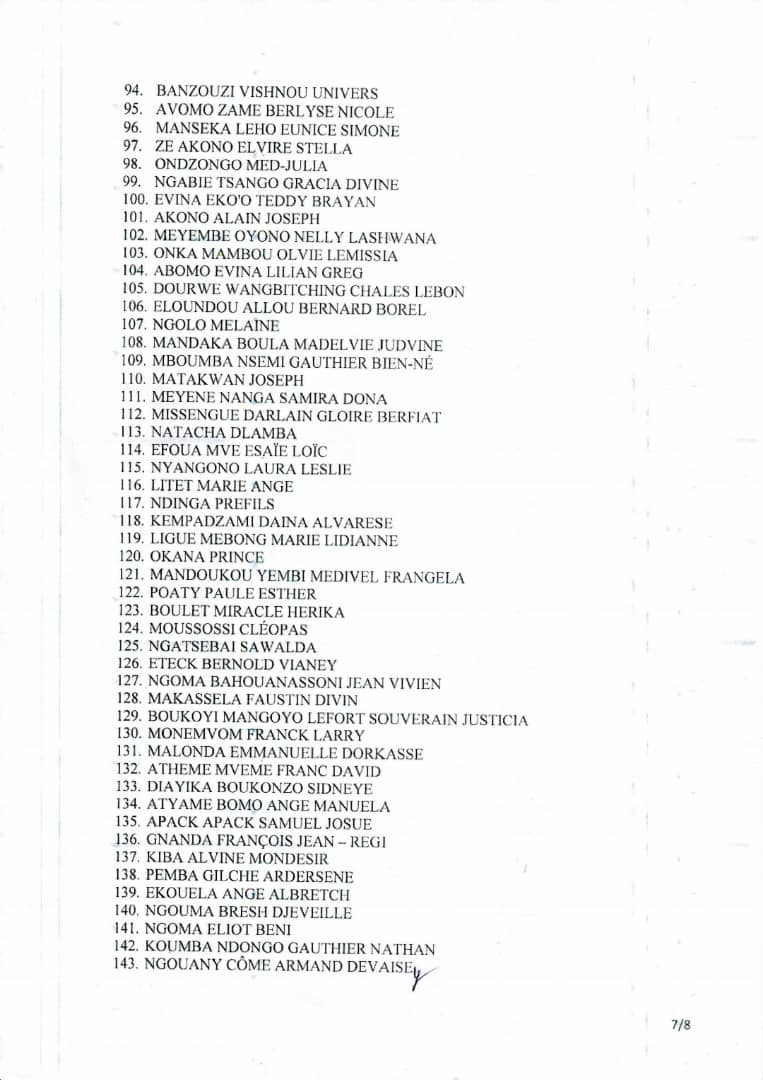 94. BANZOUZI VISHNOU UNIVERS
95. AVOMO ZAME BERLYSE NICOLE
96. MANSEKA LEHO EUNICE SIMONE
97. ZE AKONO ELVIRE STELLA
98. ONDZONGO MED-JULIA
99. NGABIE TSANGO GRACIA DIVINE
100. EVINA EKO'O TEDDY BRAYAN
101. AKONO ALAIN JOSEPH
102. MEYEMBE OYONO NELLY LASHWANA
103. ONKA MAMBOU OLVIE LEMISSIA
104. ABOMO EVINA LILIAN GREG
105. DOURWE WANGBITCHING CHALES LEBON
106. ELOUNDOU ALLOU BERNARD BOREL
107. NGOLO MELAÏNE
108. MANDAKA BOULA MADELVIE JUDVINE
109. MBOUMBA NSEMI GAUTHIER BIEN-NÉ
110. MATAKWAN JOSEPH
111. MEYENE NANGA SAMIRA DONA
112. MISSENGUE DARLAIN GLOIRE BERFIAT
113. NATACHA DLAMBA
114. EFOUA MVE ESAÏE LOÏC
115. NYANGONO LAURA LESLIE
116. LITET MARIE ANGE
117. NDINGA PREFILS
118. KEMPADZAMI DAINA ALVARESE
119. LIGUE MEBONG MARIE LIDIANNE
120. OKANA PRINCE
121. MANDOUKOU YEMBI MEDIVEL FRANGELA
122. POATY PAULE ESTHER
123. BOULET MIRACLE HERIKA
124. MOUSSOSSI CLÉOPAS
125. NGATSEBAI SAWALDA
126. ETECK BERNOLD VIANEY
127. NGOMA BAHOUANASSONI JEAN VIVIEN
128. MAKASSELA FAUSTIN DIVIN
129. BOUKOYI MANGOYO LEFORT SOUVERAIN JUSTICIA
130. MONEMVOM FRANCK LARRY
131. MALONDA EMMANUELLE DORKASSE
132. ATHEME MVEME FRANC DAVID
133. DIAYIKA BOUKONZO SIDNEYE
134. ATYAME BOMO ANGE MANUELA
135. APACK APACK SAMUEL JOSUE
136. GNANDA FRANÇOIS JEAN – REGI
137. KIBA ALVINE MONDESIR
138. PEMBA GILCHE ARDERSENE
139. EKOUELA ANGE ALBRETCH
140. NGOUMA BRESH DJEVEILLE
141. NGOMA ELIOT BENI
142. KOUMBA NDONGO GAUTHIER NATHAN
143. NGOUANY CÔME ARMAND DEVAISE
7/8